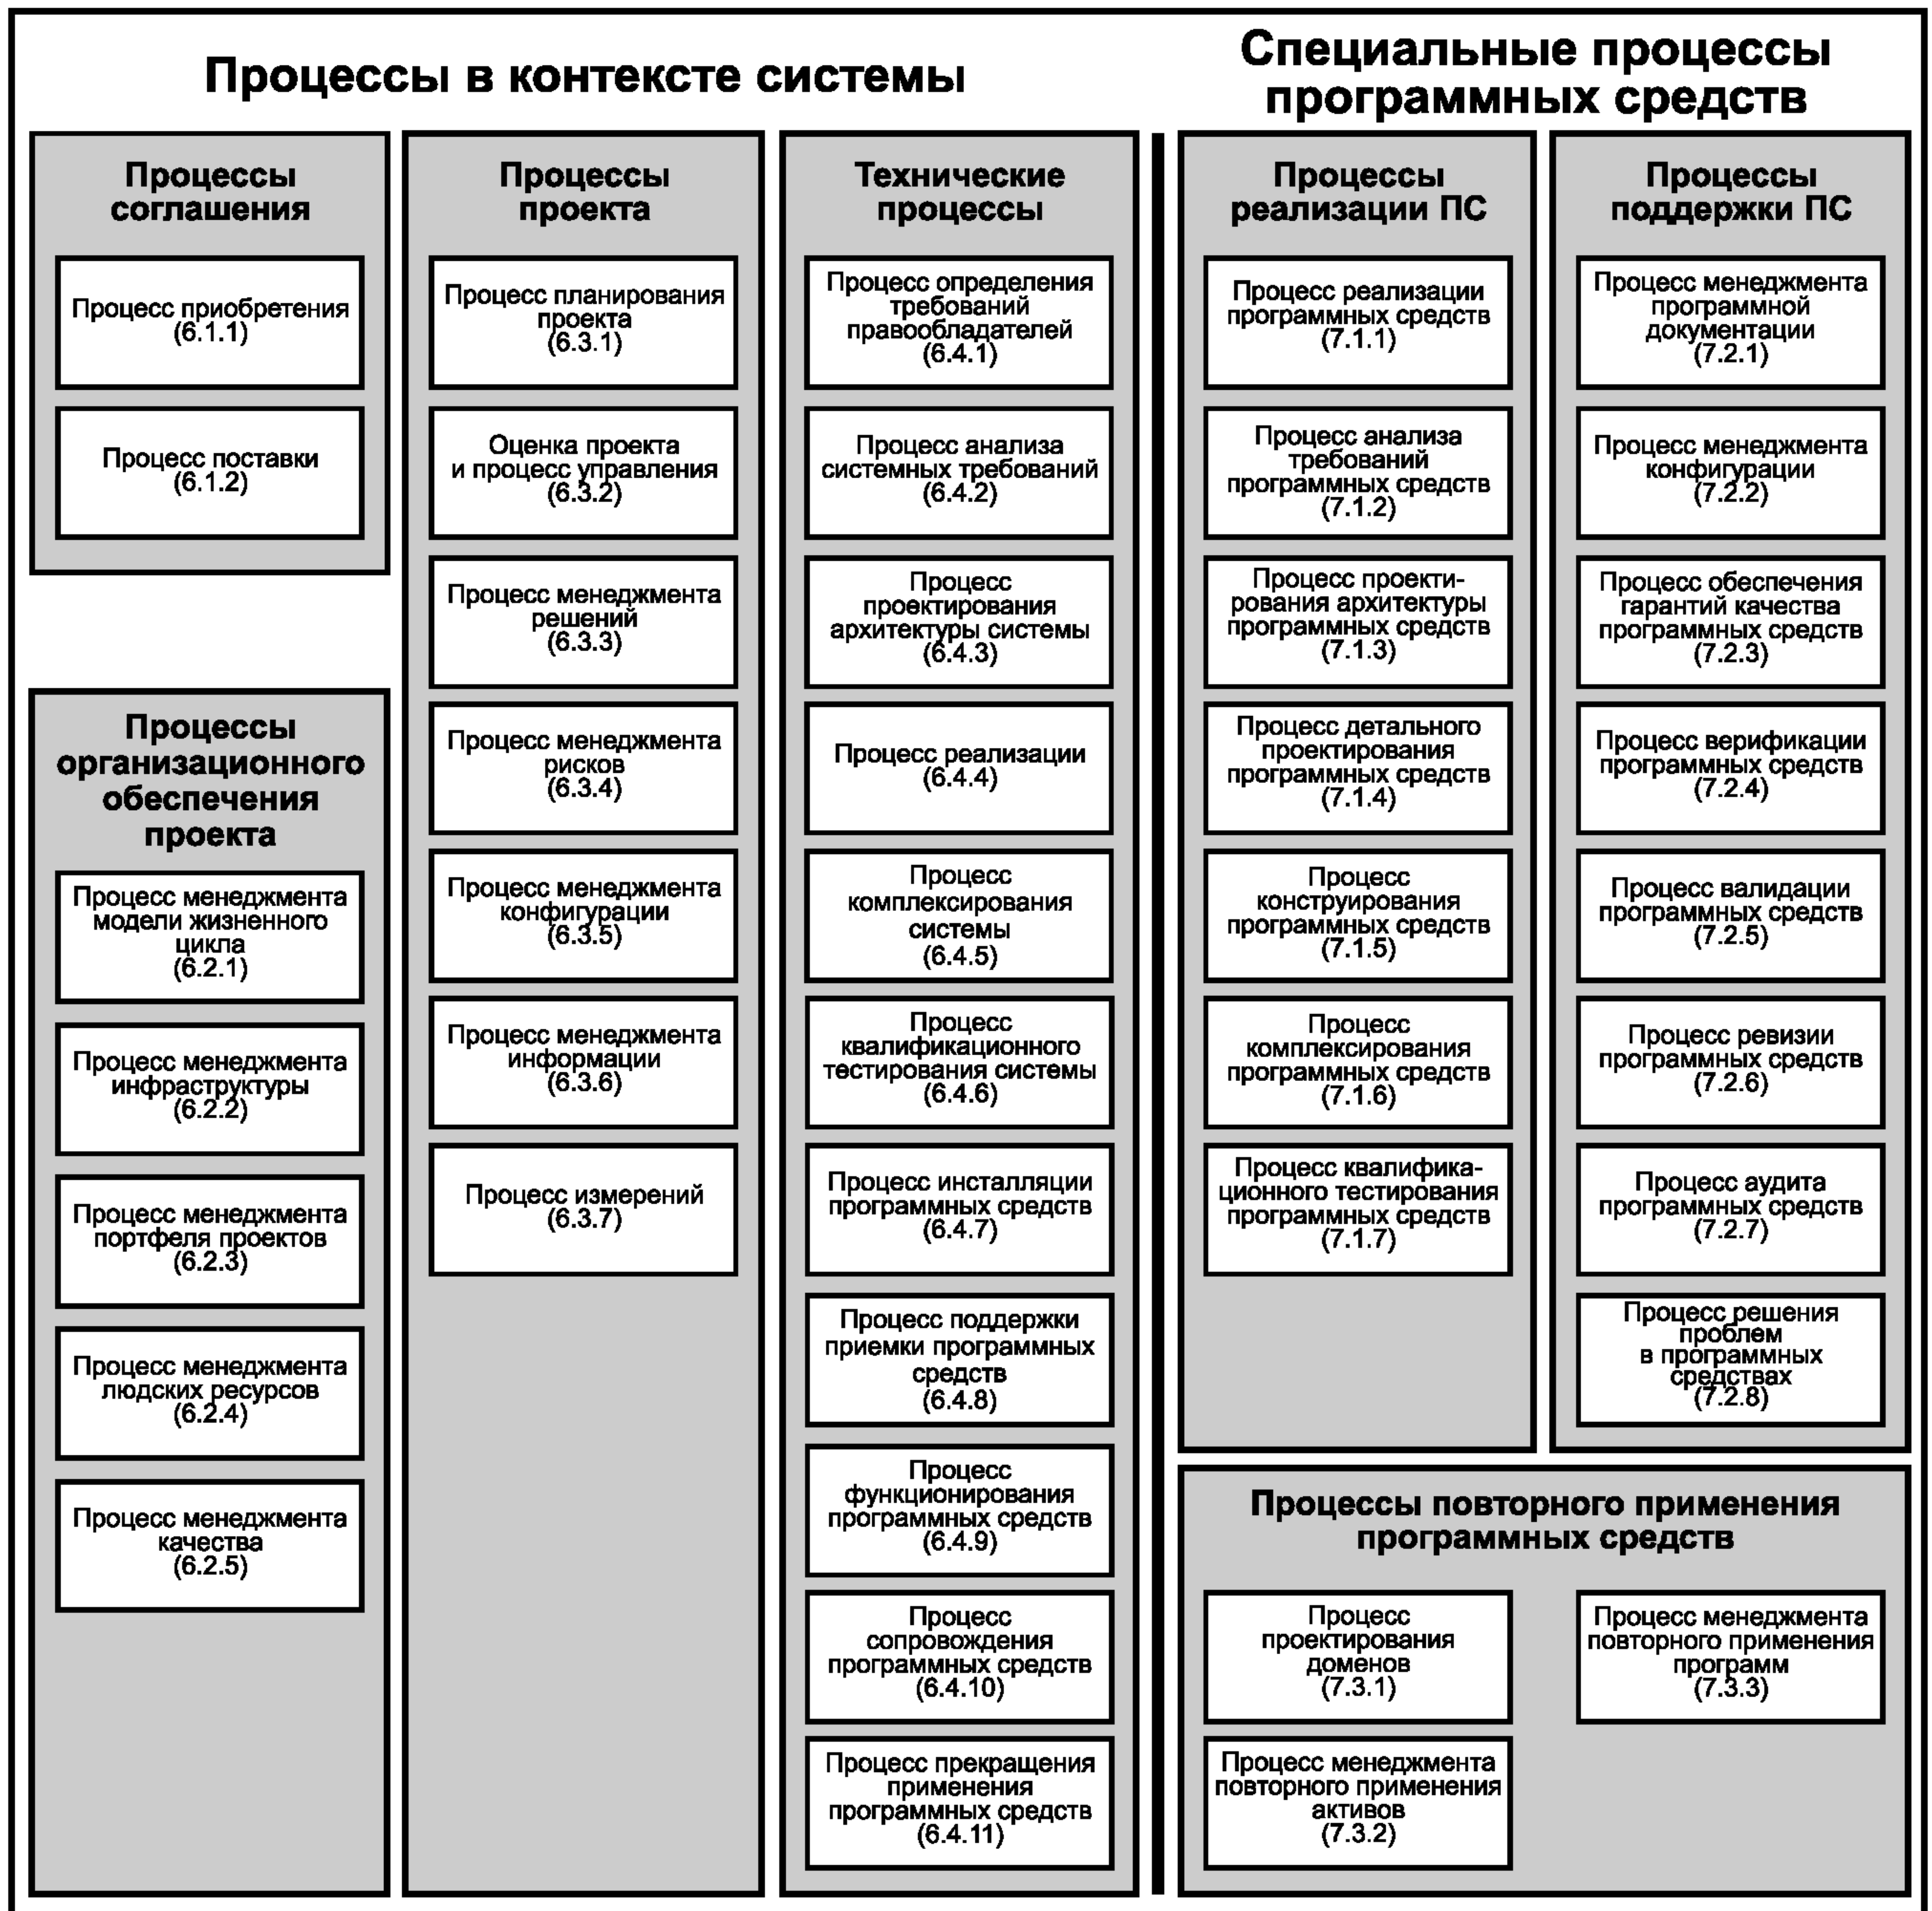 Процессы в контексте системы
Процессы
соглашения
Процесс приобретения
(6.1.1)
Процесс поставки
(6.1.2)
Процессы
организационного
обеспечения
проекта
Процесс менеджмента
модели жизненного
цикла
(6.2.1)
Процесс менеджмента
инфраструктуры
(6.2.2)
Процесс менеджмента
портфеля проектов
(6.2.3)
Процесс менеджмента
людских ресурсов
(6.2.4)
Процесс менеджмента
качества
(6.2.5)
Процессы
проекта
Процесс планирования
проекта
(6.3.1)
Оценка проекта
и процесс управления
(6.3.2)
Процесс менеджмента
решений
(6.3.3)
Процесс менеджмента
рисков
(6.3.4)
Процесс менеджмента
конфигурации
(6.3.5)
Процесс менеджмента
информации
(6.3.6)
Процесс измерений
(6.3.7)
Технические
процессы
Процесс определения
требований
правообладателей
(6.4.1)
Процесс анализа
системных требований
(6.4.2)
Процесс
проектирования
архитектуры системы
(6.4.3)
Процесс реализации
(6.4.4)
Процесс
комплексирования
системы
(6.4.5)
Процесс
квалификационного
тестирования системы
(6.4.6)
Процесс инсталляции
программных средств
(6.4.7)
Процесс поддержки
приемки программных
средств
(6.4.8)
Процесс
функционирования
программных средств
(6.4.9)
Процесс
сопровождения
программных средств
(6.4.10)
Процесс прекращения
применения
программных средств
(6.4.11)
Специальные процессы
программных средств
Процессы
реализации ПС
Процесс реализации
программных средств
(7.1.1)
Процесс анализа
требований
программных средств
(7.1.2)
Процесс проекти-
рования архитектуры
программных средств
(7.1.3)
Процесс детального
проектирования
программных средств
(7.1.4)
Процесс
конструирования
программных средств
(7.1.5)
Процесс
комплексирования
программных средств
(7.1.6)
Процесс квалифика-
ционного тестирования
программных средств
(7.1.7)
Процессы
поддержки ПС
Процесс менеджмента
программной
документации
(7.2.1)
Процесс менеджмента
конфигурации
(7.2.2)
Процесс обеспечения
гарантий качества
программных средств
(7.2.3)
Процесс верификации
программных средств
(7.2.4)
Процесс валидации
программных средств
(7.2.5)
Процесс ревизии
программных средств
(7.2.6)
Процесс аудита
программных средств
(7.2.7)
Процесс решения
проблем
в программных
средствах
(7.2.8)
Процессы повторного применения
программных средств
Процесс
проектирования
доменов
(7.3.1)
Процесс менеджмента
повторного применения
активов
(7.3.2)
Процесс менеджмента
повторного применения
программ
(7.3.3)